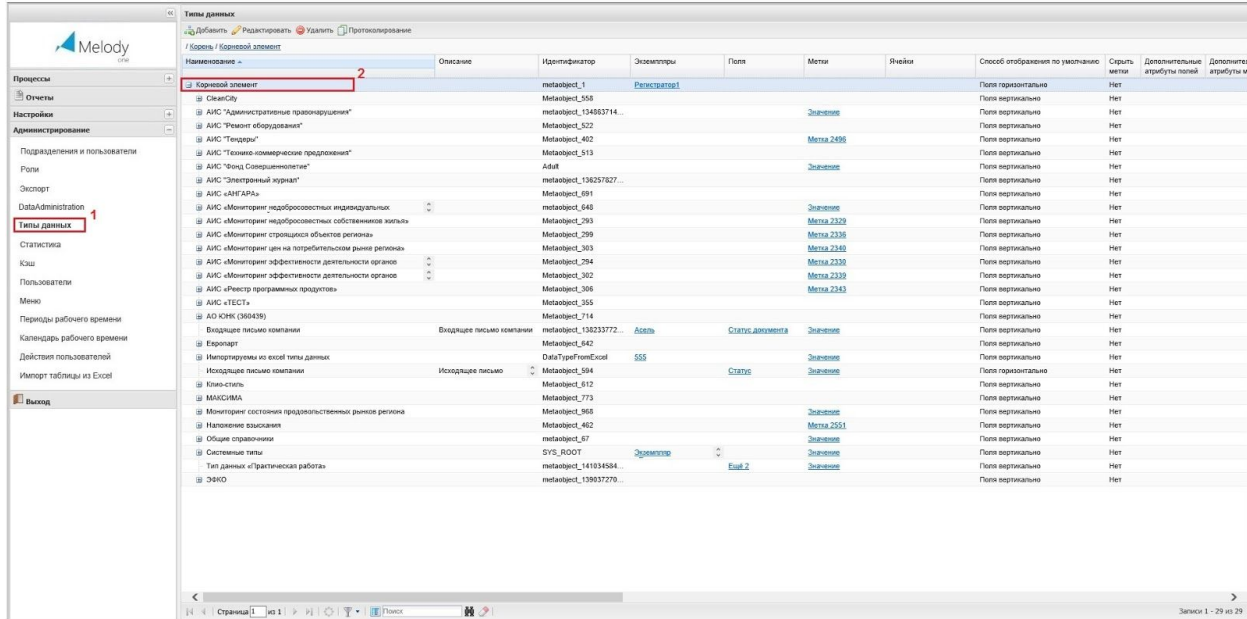 Melody
one
Процессы
Отчеты
Настройки
Администрирование
Подразделения и пользователи
Роли
Экспорт
DataAdministration
1
Типы данных
Статистика
Кэш
Пользователи
Меню
Периоды рабочего времени
Календарь рабочего времени
Действия пользователей
Импорт таблицы из Excel
Выход
Типы данных
Добавить Редактировать Удалить Протоколирование
/ Корень / Корневой элемент
Наименование Описание Идентификатор Экземпляры Поля Метки Ячейки Способ отображения по умолчанию Скрыть метки Дополнительные атрибуты полей
2
Корневой элемент metaobject_1 Регистратор1 Поля горизонтально Нет
CleanCity Metaobject_558 Поля вертикально Нет
АИС "Административные правонарушения" metaobject_134863714... Значение Поля вертикально Нет
АИС "Ремонт оборудования" Metaobject_522 Поля вертикально Нет
АИС "Тендеры" Metaobject_402 Метка 2496 Поля вертикально Нет
АИС "Технико-коммерческие предложения" Metaobject_513 Поля вертикально Нет
АИС "Фонд Совершеннолетие" Adult Значение Поля вертикально Нет
АИС "Электронный журнал" metaobject_136257827... Поля вертикально Нет
АИС «АНГАРА» Metaobject_691 Поля вертикально Нет
АИС «Мониторинг недобросовестных индивидуальных metaobject_648 Значение Поля вертикально Нет
АИС «Мониторинг недобросовестных собственников жилья» Metaobject_293 Метка 2329 Поля вертикально Нет
АИС «Мониторинг строящихся объектов региона» Metaobject_299 Метка 2336 Поля вертикально Нет
АИС «Мониторинг цен на потребительском рынке региона» Metaobject_303 Метка 2340 Поля вертикально Нет
АИС «Мониторинг эффективности деятельности органов Metaobject_294 Метка 2330 Поля вертикально Нет
АИС «Мониторинг эффективности деятельности органов Metaobject_302 Метка 2339 Поля вертикально Нет
АИС «Реестр программных продуктов» Metaobject_306 Метка 2343 Поля вертикально Нет
АИС «ТЕСТ» Metaobject_355 Поля вертикально Нет
АО ЮНК (360439) Metaobject_714 Поля вертикально Нет
Входящее письмо компании Входящее письмо компании metaobject_138233772... Асель Статус документа Значение Поля вертикально Нет
Европарт Metaobject_642 Поля вертикально Нет
Импортируемы из excel типы данных DataTypeFromExcel 555 Значение Поля вертикально Нет
Исходящее письмо компании Исходящее письмо Metaobject_594 Статус Значение Поля горизонтально Нет
Клио-стиль Metaobject_612 Поля вертикально Нет
МАКСИМА Metaobject_773 Поля вертикально Нет
Мониторинг состояния продовольственных рынков региона Metaobject_968 Значение Поля вертикально Нет
Наложение взыскания Metaobject_462 Метка 2551 Поля вертикально Нет
Общие справочники metaobject_67 Значение Поля вертикально Нет
Системные типы SYS_ROOT Экземпляр Значение Поля вертикально Нет
Тип данных «Практическая работа» metaobject_141034584... Ещё 2 Значение Поля вертикально Нет
ЭФКО metaobject_139037270... Поля вертикально Нет
Страница 1 из 1 Поиск Записи 1 - 29 из 29